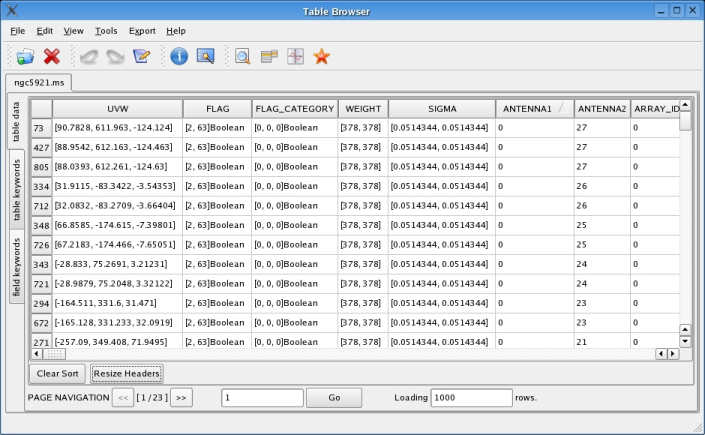 Table Browser
File Edit View Tools Export Help
ngc5921.ms
table data
table keywords
field keywords
UVW FLAG FLAG_CATEGORY WEIGHT SIGMA ANTENNA1 ANTENNA2 ARRAY_ID
73 [90.7828, 611.963, -124.124] [2, 63]Boolean [0, 0, 0]Boolean [378, 378] [0.0514344, 0.0514344] 0 27 0
427 [88.9542, 612.163, -124.463] [2, 63]Boolean [0, 0, 0]Boolean [378, 378] [0.0514344, 0.0514344] 0 27 0
805 [88.0393, 612.261, -124.63] [2, 63]Boolean [0, 0, 0]Boolean [378, 378] [0.0514344, 0.0514344] 0 27 0
334 [31.9115, -83.3422, -3.54353] [2, 63]Boolean [0, 0, 0]Boolean [378, 378] [0.0514344, 0.0514344] 0 26 0
712 [32.0832, -83.2709, -3.66404] [2, 63]Boolean [0, 0, 0]Boolean [378, 378] [0.0514344, 0.0514344] 0 26 0
348 [66.8585, -174.615, -7.39801] [2, 63]Boolean [0, 0, 0]Boolean [378, 378] [0.0514344, 0.0514344] 0 25 0
726 [67.2183, -174.466, -7.65051] [2, 63]Boolean [0, 0, 0]Boolean [378, 378] [0.0514344, 0.0514344] 0 25 0
343 [-28.833, 75.2691, 3.21231] [2, 63]Boolean [0, 0, 0]Boolean [378, 378] [0.0514344, 0.0514344] 0 24 0
721 [-28.9879, 75.2048, 3.32122] [2, 63]Boolean [0, 0, 0]Boolean [378, 378] [0.0514344, 0.0514344] 0 24 0
294 [-164.511, 331.6, 31.471] [2, 63]Boolean [0, 0, 0]Boolean [378, 378] [0.0514344, 0.0514344] 0 23 0
672 [-165.128, 331.233, 32.0919] [2, 63]Boolean [0, 0, 0]Boolean [378, 378] [0.0514344, 0.0514344] 0 23 0
271 [-257.09, 349.408, 71.9495] [2, 63]Boolean [0, 0, 0]Boolean [378, 378] [0.0514344, 0.0514344] 0 21 0
Clear Sort Resize Headers
PAGE NAVIGATION << [ 1 / 23 ] >> 1 Go Loading 1000 rows.